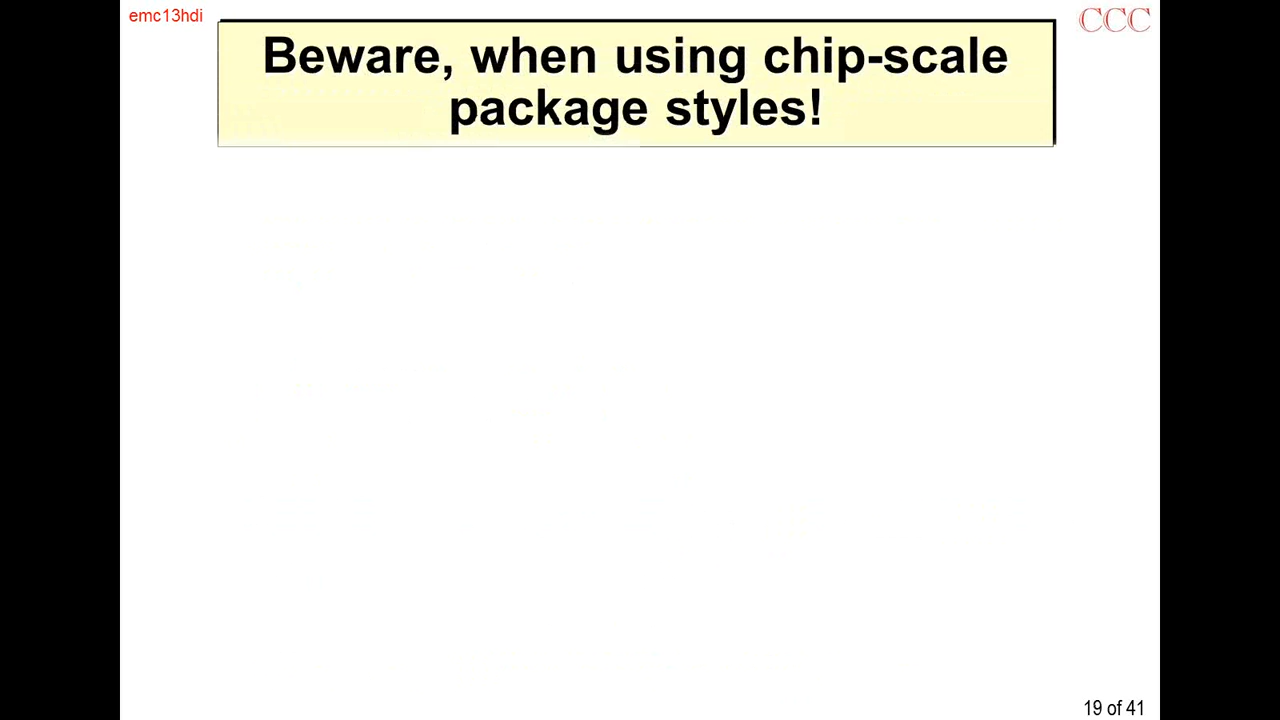 emc13hdi
CCC
Beware, when using chip-scale
package styles!
19 of 41